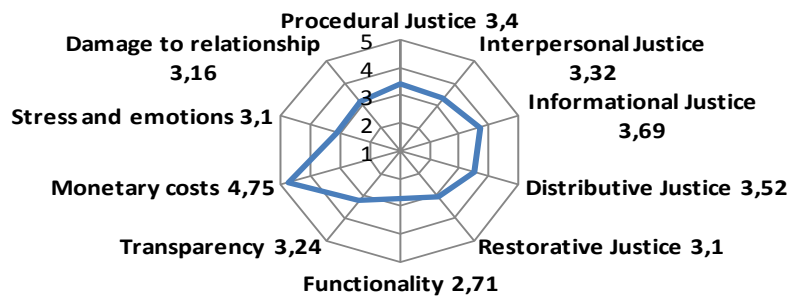 Procedural Justice 3,4
Interpersonal Justice
3,32
Informational Justice
3,69
Distributive Justice 3,52
Restorative Justice 3,1
Functionality 2,71
Transparency 3,24
Monetary costs 4,75
Stress and emotions 3,1
Damage to relationship
3,16
5
4
3
2
1